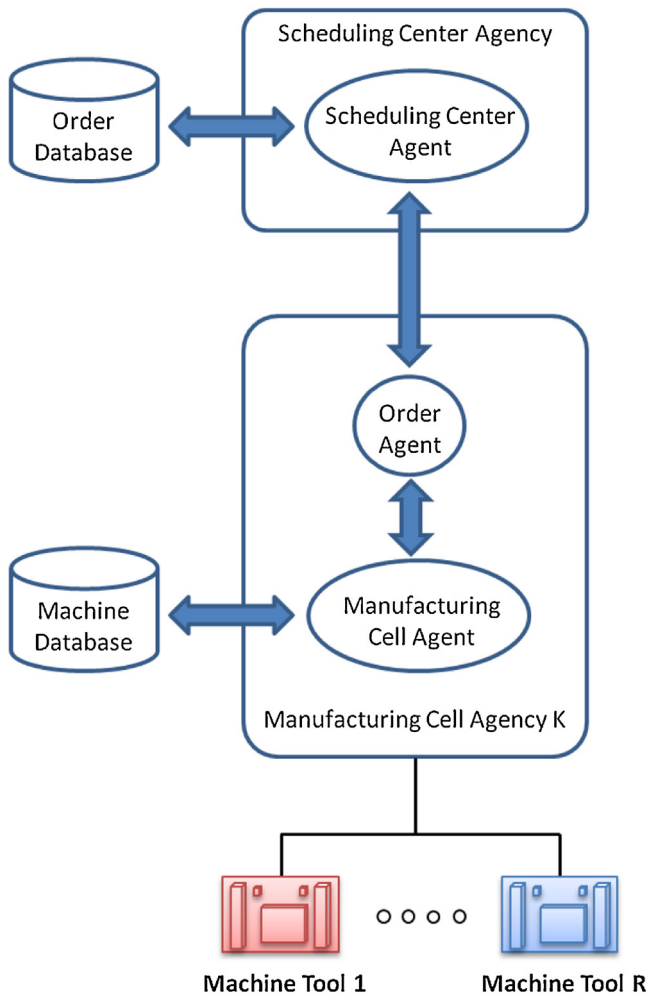 Scheduling Center Agency
Order
Database
Scheduling Center
Agent
Order
Agent
Machine
Database
Manufacturing
Cell Agent
Manufacturing Cell Agency K
Machine Tool 1
Machine Tool R